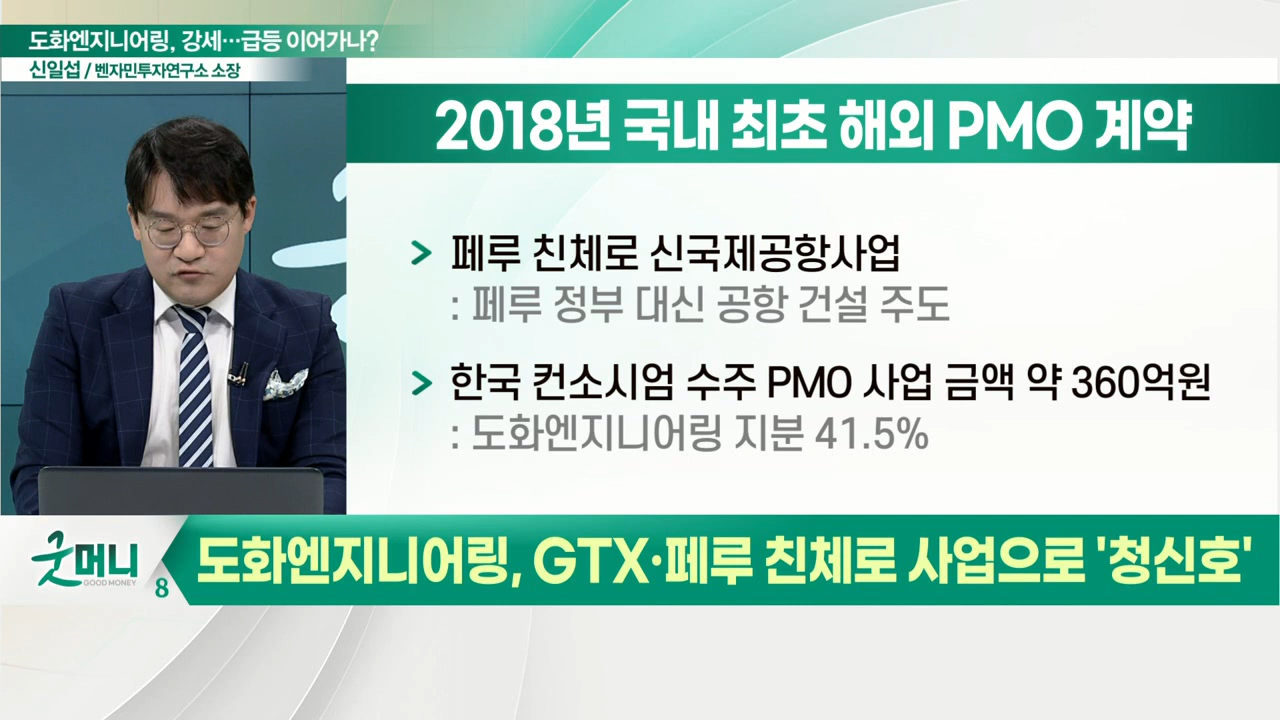 도화엔지니어링, 강세…급등 이어가나?
신일섭 / 벤자민투자연구소 소장
2018년 국내 최초 해외 PMO 계약
> 페루 친체로 신국제공항사업
: 페루 정부 대신 공항 건설 주도
> 한국 컨소시엄 수주 PMO 사업 금액 약 360억원
: 도화엔지니어링 지분 41.5%
굿머니
GOOD MONEY
8
도화엔지니어링, GTX·페루 친체로 사업으로 '청신호'